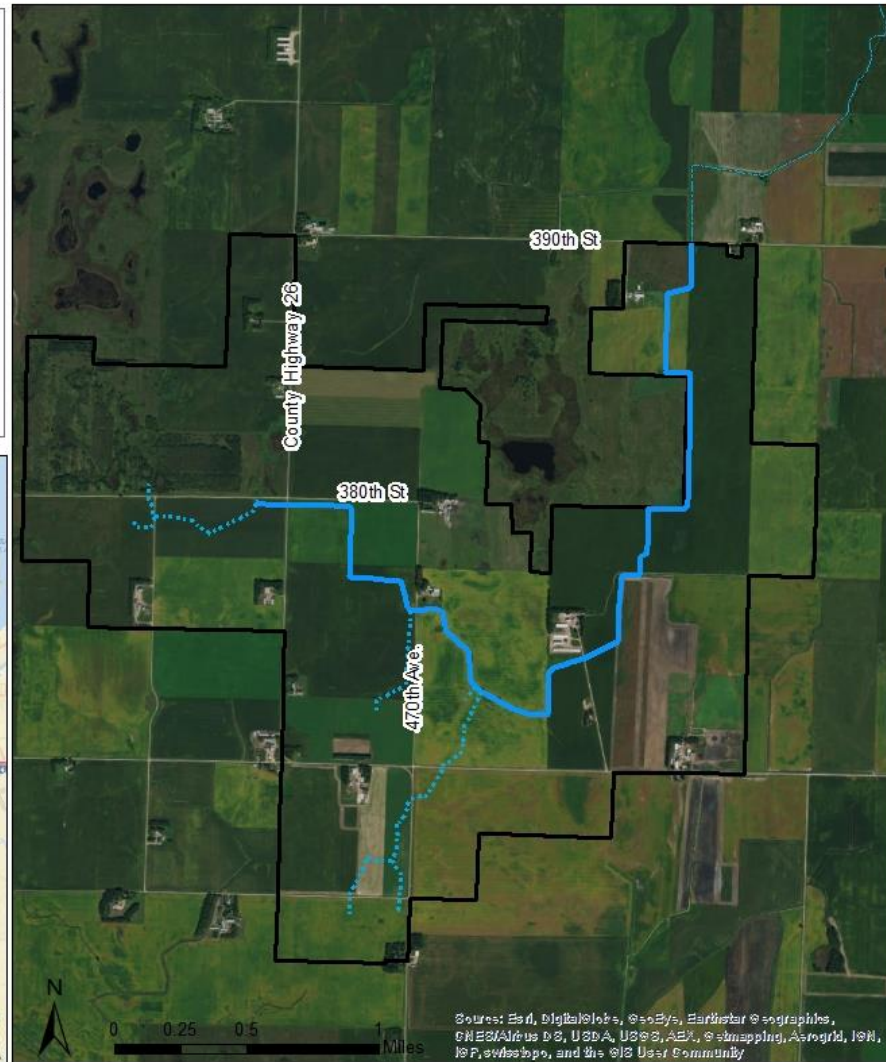 390th St
County Highway 26
380th St
470th Ave.
N
0 0.25 0.5 1
Miles
Source: Esri, DigitalGlobe, GeoEye, Earthstar Geographics,
CNES/Airbus DS, USDA, USGS, AEX, Getmapping, Aerogrid, IGN,
IGP, swisstopo, and the GIS User Community